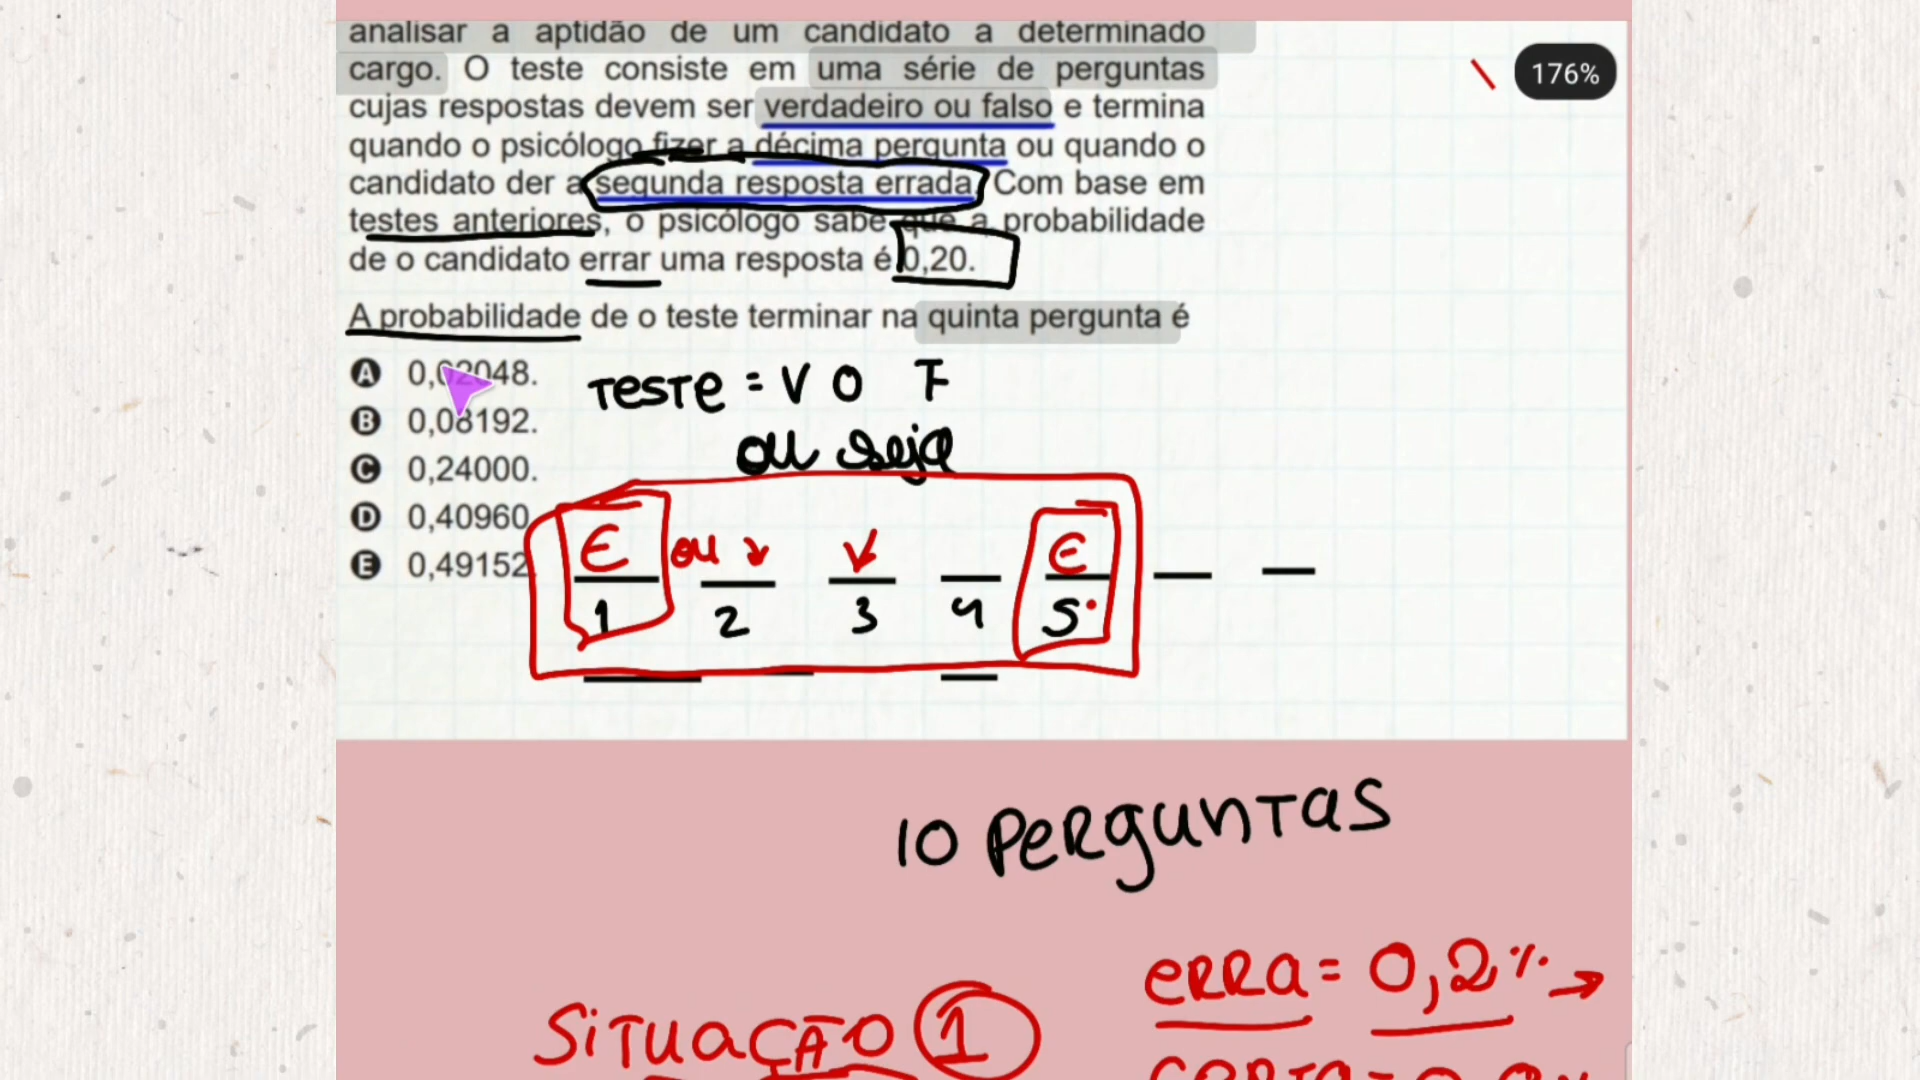 analisar a aptidão de um candidato a determinado
cargo. O teste consiste em uma série de perguntas
cujas respostas devem ser verdadeiro ou falso e termina
quando o psicólogo fizer a décima pergunta ou quando o
candidato der a segunda resposta errada. Com base em
testes anteriores, o psicólogo sabe que a probabilidade
de o candidato errar uma resposta é 0,20.
A probabilidade de o teste terminar na quinta pergunta é
A 0,02048.
B 0,08192.
C 0,24000.
D 0,40960.
E 0,49152.
176%
TESTE = V O F
ou seja
E ou v v E
1 2 3 4 5
10 PERGUNTAS
ERRA = 0,2%
SITUAÇÃO 1